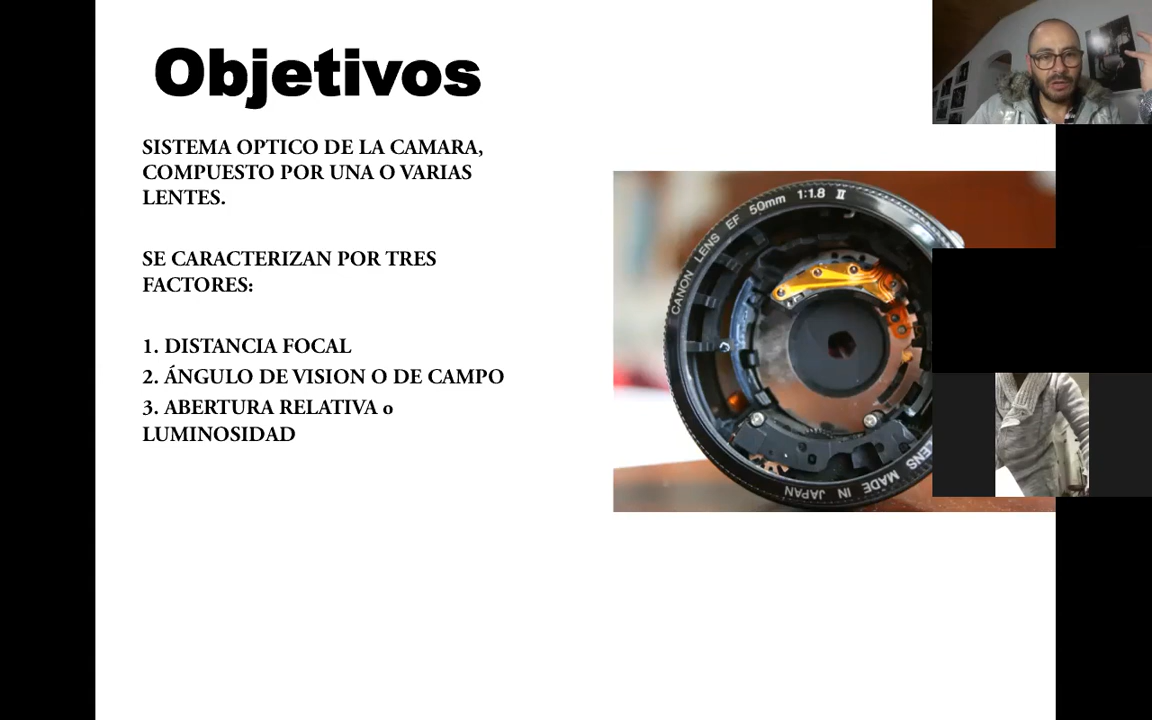 Objetivos
SISTEMA OPTICO DE LA CAMARA,
COMPUESTO POR UNA O VARIAS
LENTES.
SE CARACTERIZAN POR TRES
FACTORES:
1. DISTANCIA FOCAL
2. ÁNGULO DE VISION O DE CAMPO
3. ABERTURA RELATIVA o
LUMINOSIDAD
CANON LENS EF 50mm 1:1.8 II
LENS MADE IN JAPAN